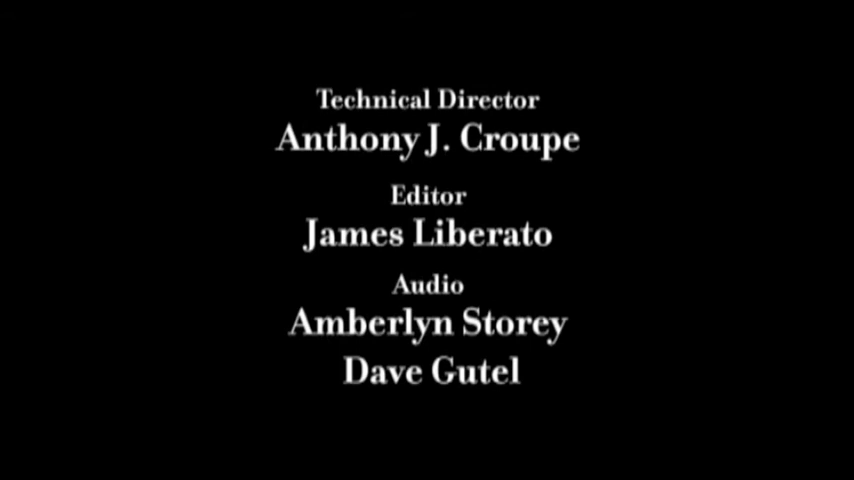 Technical Director
Anthony J. Croupe
Editor
James Liberato
Audio
Amberlyn Storey
Dave Gutel